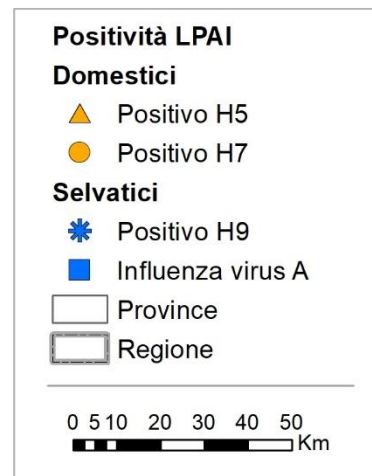 Positività LPAI
Domestici
Positivo H5
Positivo H7
Selvatici
Positivo H9
Influenza virus A
Province
Regione
0 5 10 20 30 40 50
Km